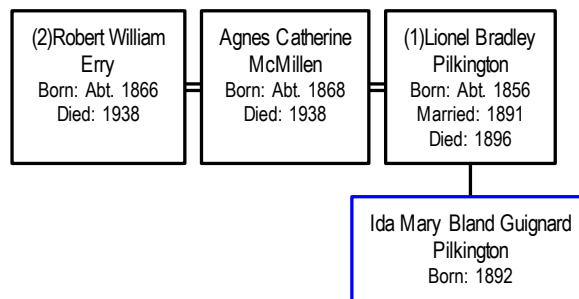 (2)Robert William
Erry
Born: Abt. 1866
Died: 1938
Agnes Catherine
McMillen
Born: Abt. 1868
Died: 1938
(1)Lionel Bradley
Pilkington
Born: Abt. 1856
Married: 1891
Died: 1896
Ida Mary Bland Guignard
Pilkington
Born: 1892